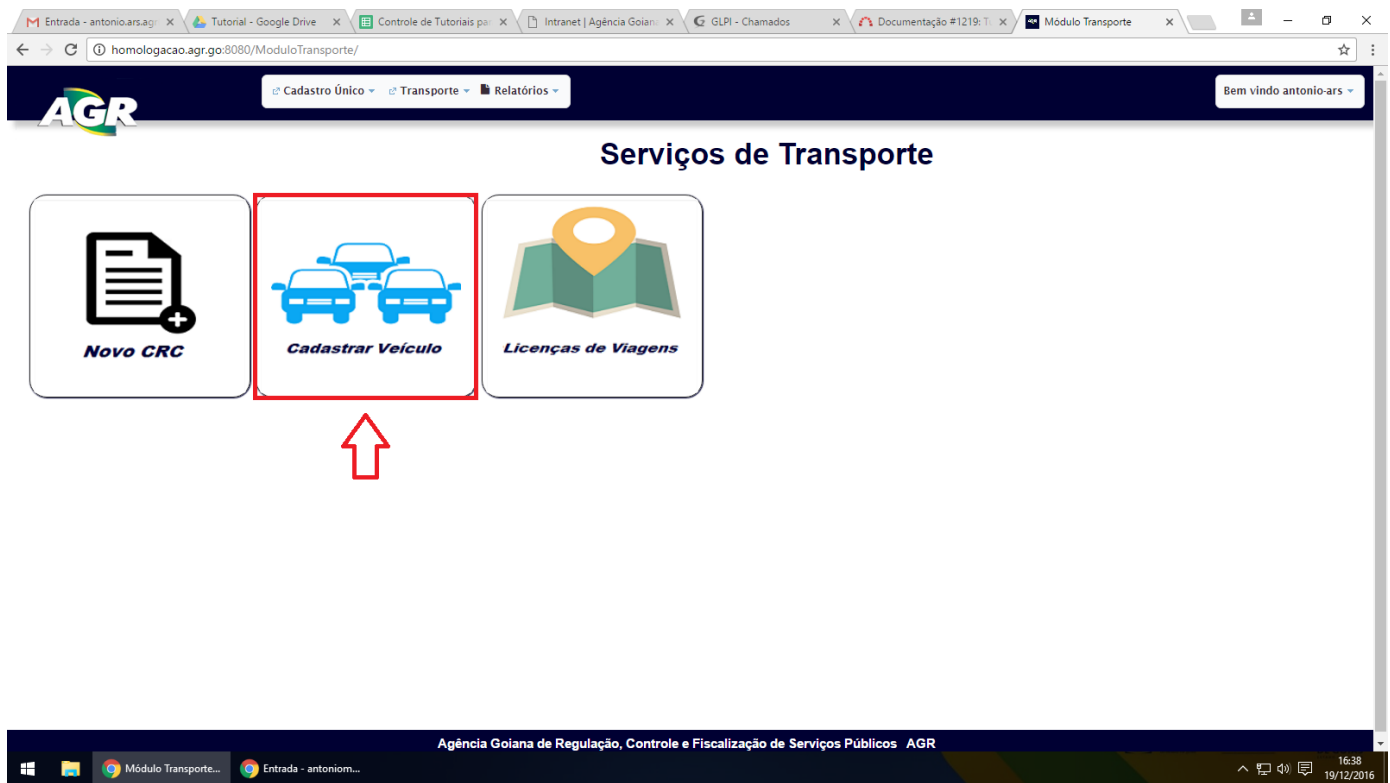 Entrada - antonio.ars.agr
Tutorial - Google Drive
Controle de Tutoriais pa
Intranet | Agência Goian
GLPI - Chamados
Documentação #1219: T
Módulo Transporte
homologacao.agr.go:8080/ModuloTransporte/
AGR
Cadastro Único
Transporte
Relatórios
Bem vindo antonio-ars
Serviços de Transporte
Novo CRC
Cadastrar Veículo
Licenças de Viagens
Agência Goiana de Regulação, Controle e Fiscalização de Serviços Públicos AGR
Módulo Transporte...
Entrada - antoniom...
16:38
19/12/2016